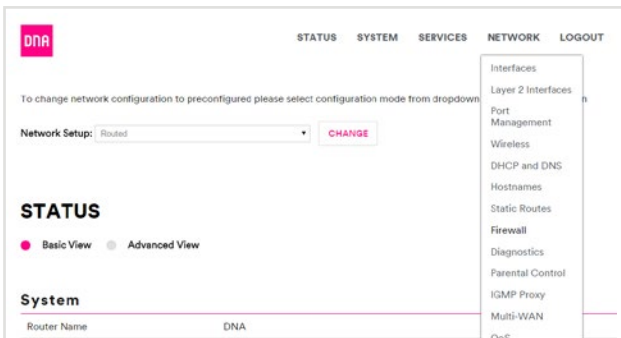 DNA
STATUS SYSTEM SERVICES NETWORK LOGOUT
Interfaces
Layer 2 Interfaces
Port
Management
Wireless
DHCP and DNS
Hostnames
Static Routes
Firewall
Diagnostics
Parental Control
IGMP Proxy
Multi-WAN
QoS
To change network configuration to preconfigured please select configuration mode from dropdown
Network Setup: Routed CHANGE
STATUS
Basic View Advanced View
System
Router Name DNA